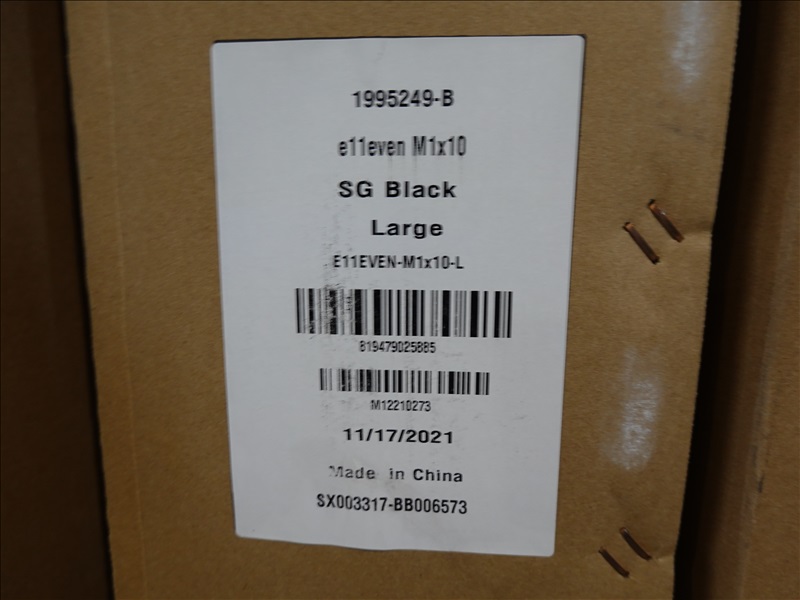 1995249-B
e11even M1x10
SG Black
Large
E11EVEN-M1x10-L
819479025885
M12210273
11/17/2021
Made in China
SX003317-BB006573